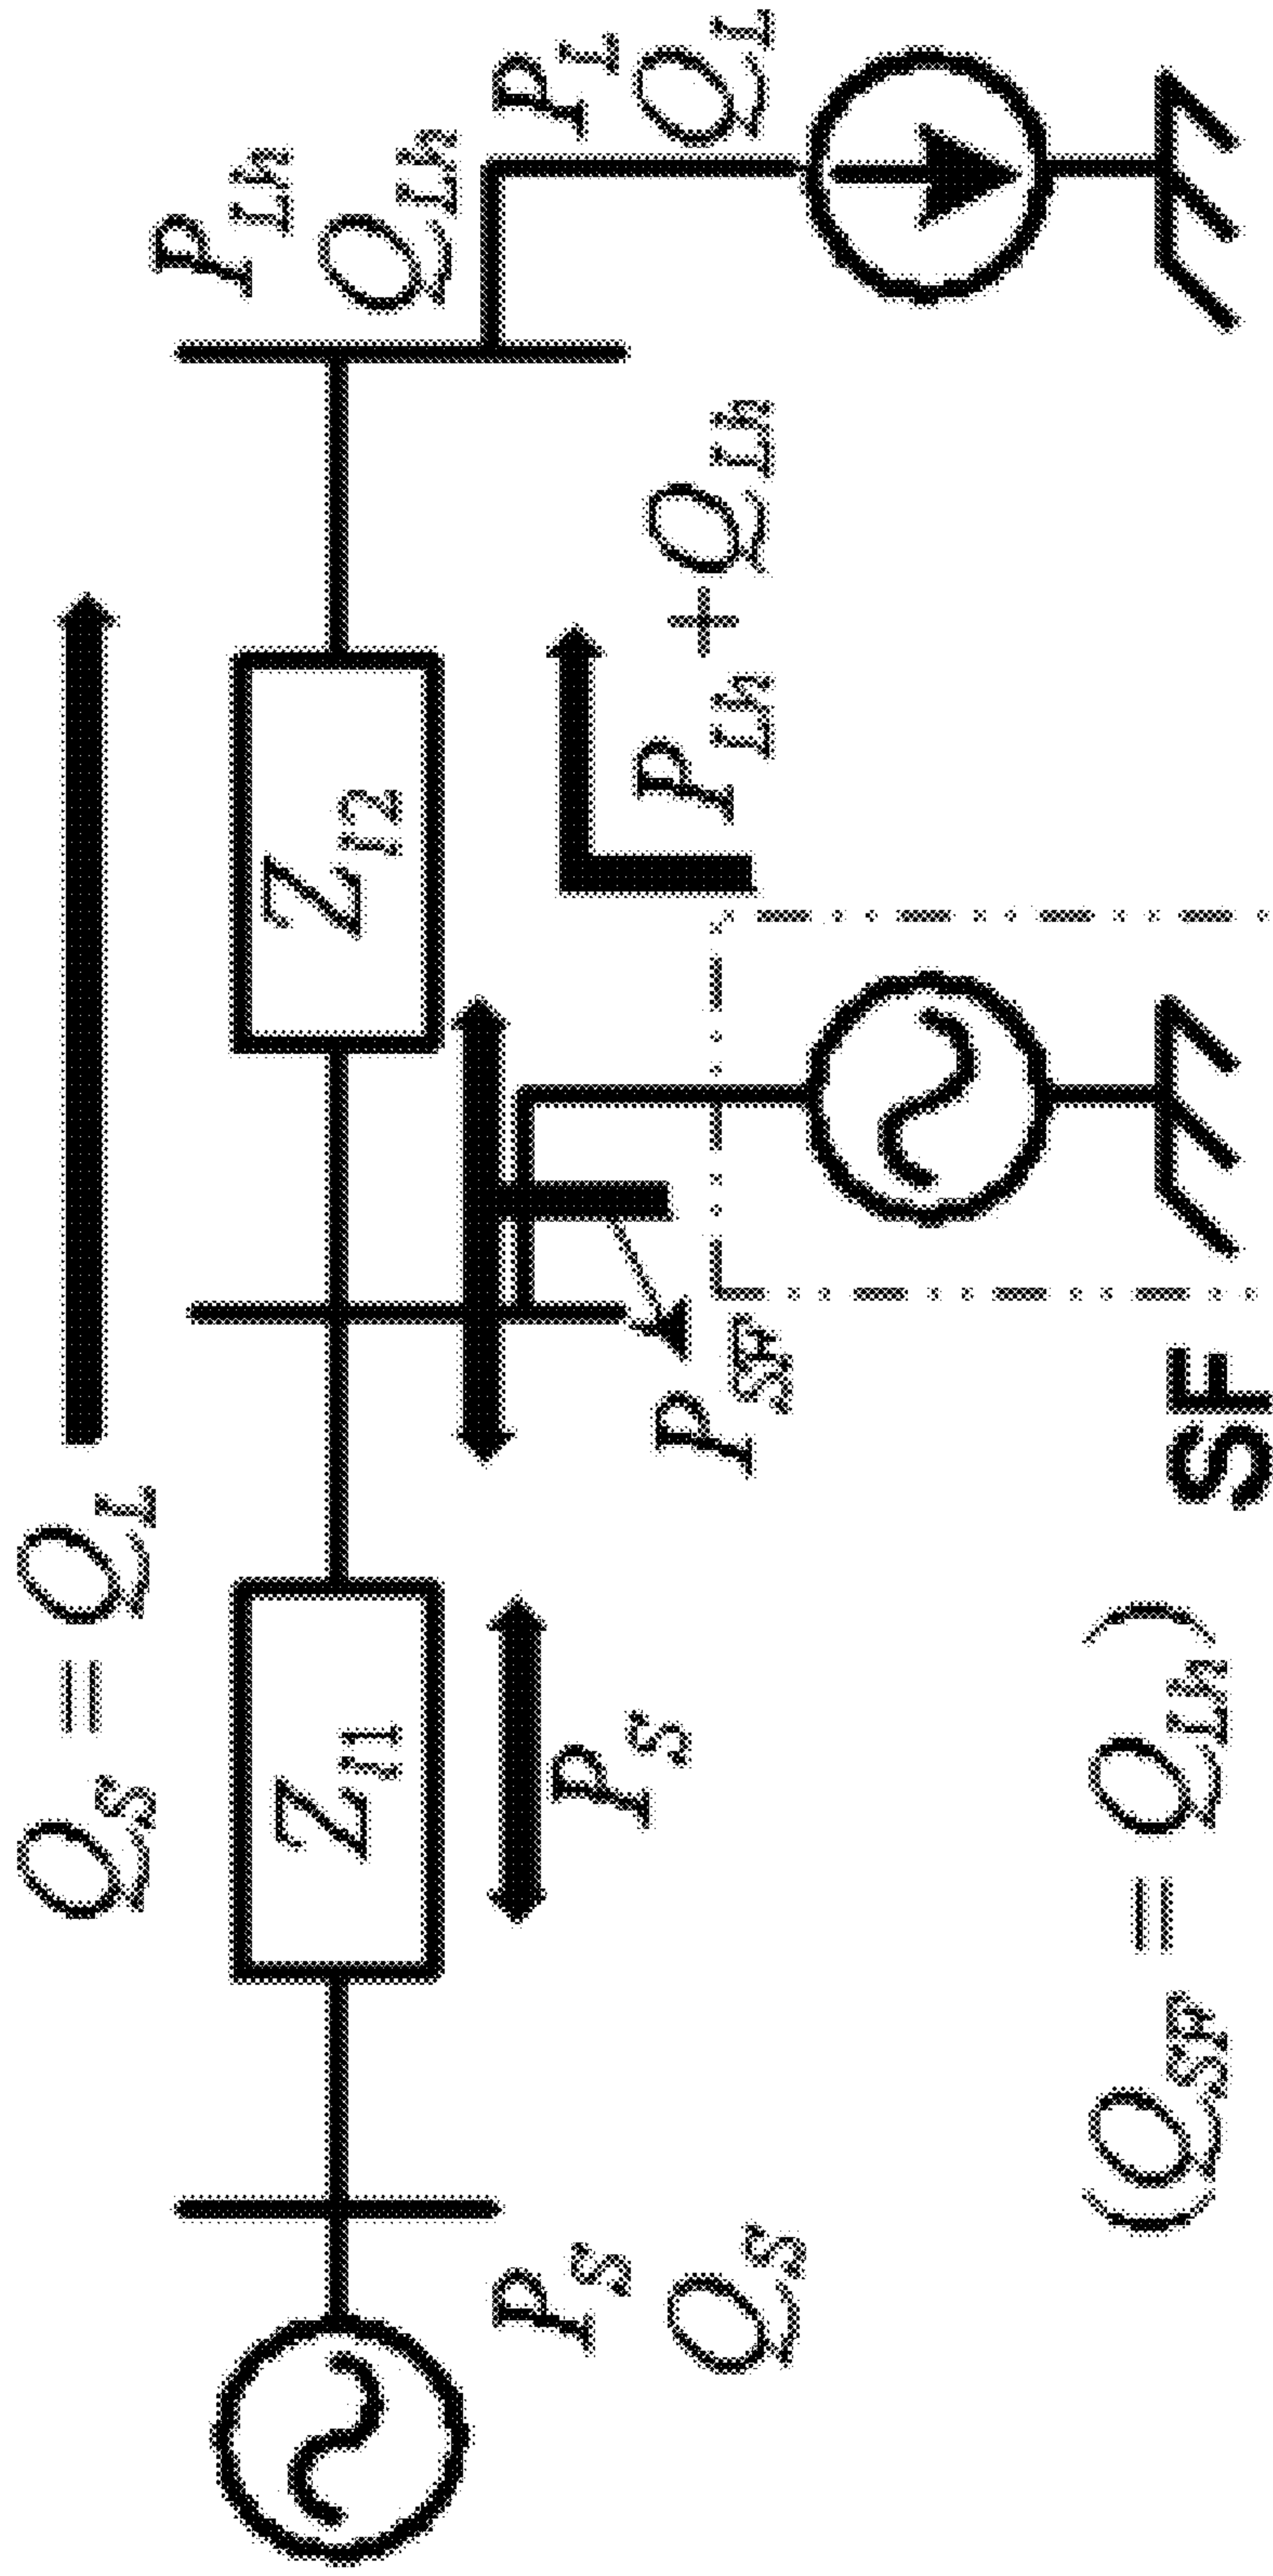 Q_S = Q_L
P_Lh
Q_Lh
Z_l1
Z_l2
P_S
Q_S
P_S
P_SF
P_Lh + Q_Lh
P_L
Q_L
(Q_SF = Q_Lh)
SF